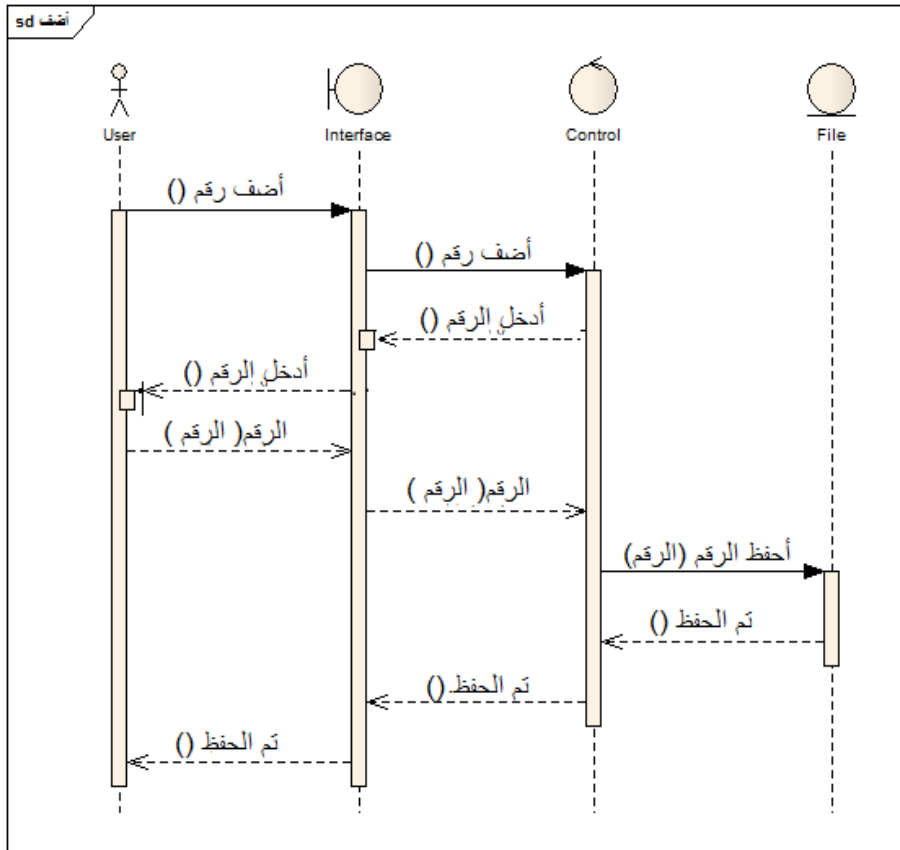 sd أضف
User
Interface
Control
File
أضف رقم ()
أضف رقم ()
أدخل الرقم ()
أدخل الرقم ()
الرقم( الرقم )
الرقم( الرقم )
أحفظ الرقم (الرقم)
تم الحفظ ()
تم الحفظ ()
تم الحفظ ()